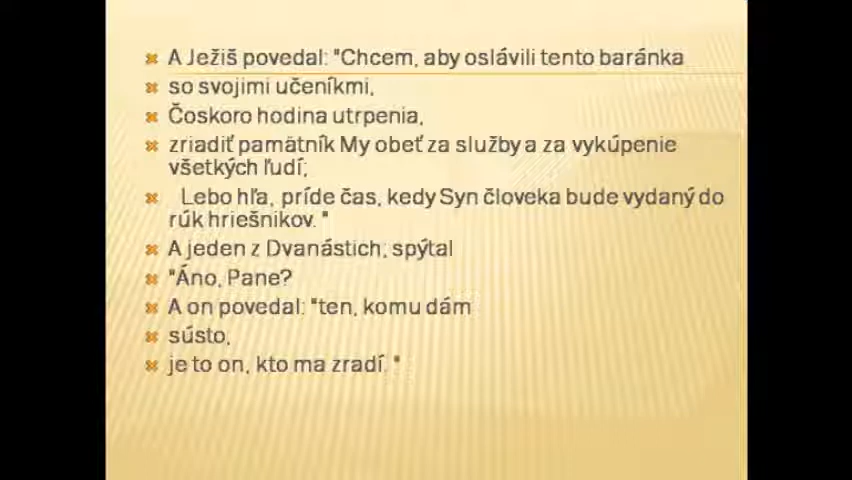 A Ježiš povedal: "Chcem, aby oslávili tento baránka
so svojimi učeníkmi,
Čoskoro hodina utrpenia,
zriadiť pamätník My obeť za služby a za vykúpenie
všetkých ľudí;
Lebo hľa, príde čas, kedy Syn človeka bude vydaný do
rúk hriešnikov. "
A jeden z Dvanástich, spýtal
"Áno, Pane?
A on povedal: "ten, komu dám
sústo,
je to on, kto ma zradí. "